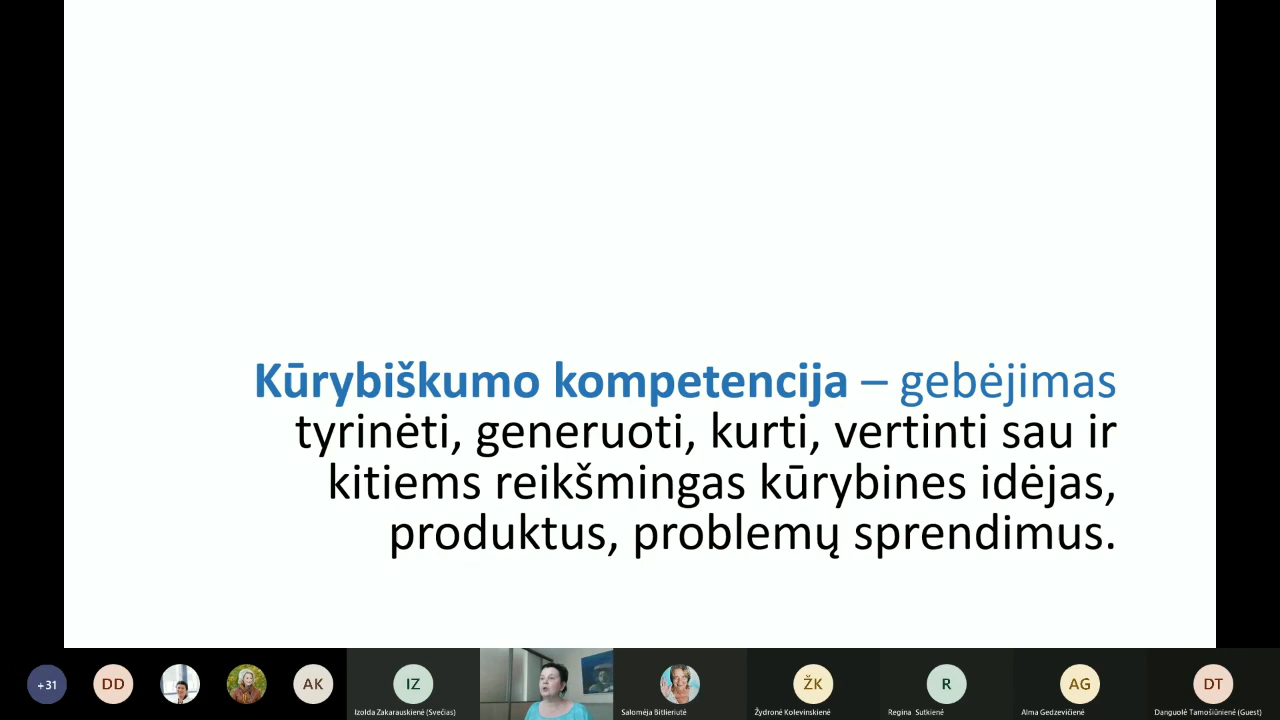 Kūrybiškumo kompetencija – gebėjimas
tyrinėti, generuoti, kurti, vertinti sau ir
kitiems reikšmingas kūrybines idėjas,
produktus, problemų sprendimus.
+31
DD
AK
IZ
ŽK
R
AG
DT
Izolda Zakarauskienė (Svečias)
Salomėja Bitlieriutė
Žydronė Kolevinskienė
Regina Sutkienė
Alma Gedzevičienė
Danguolė Tamošiūnienė (Guest)